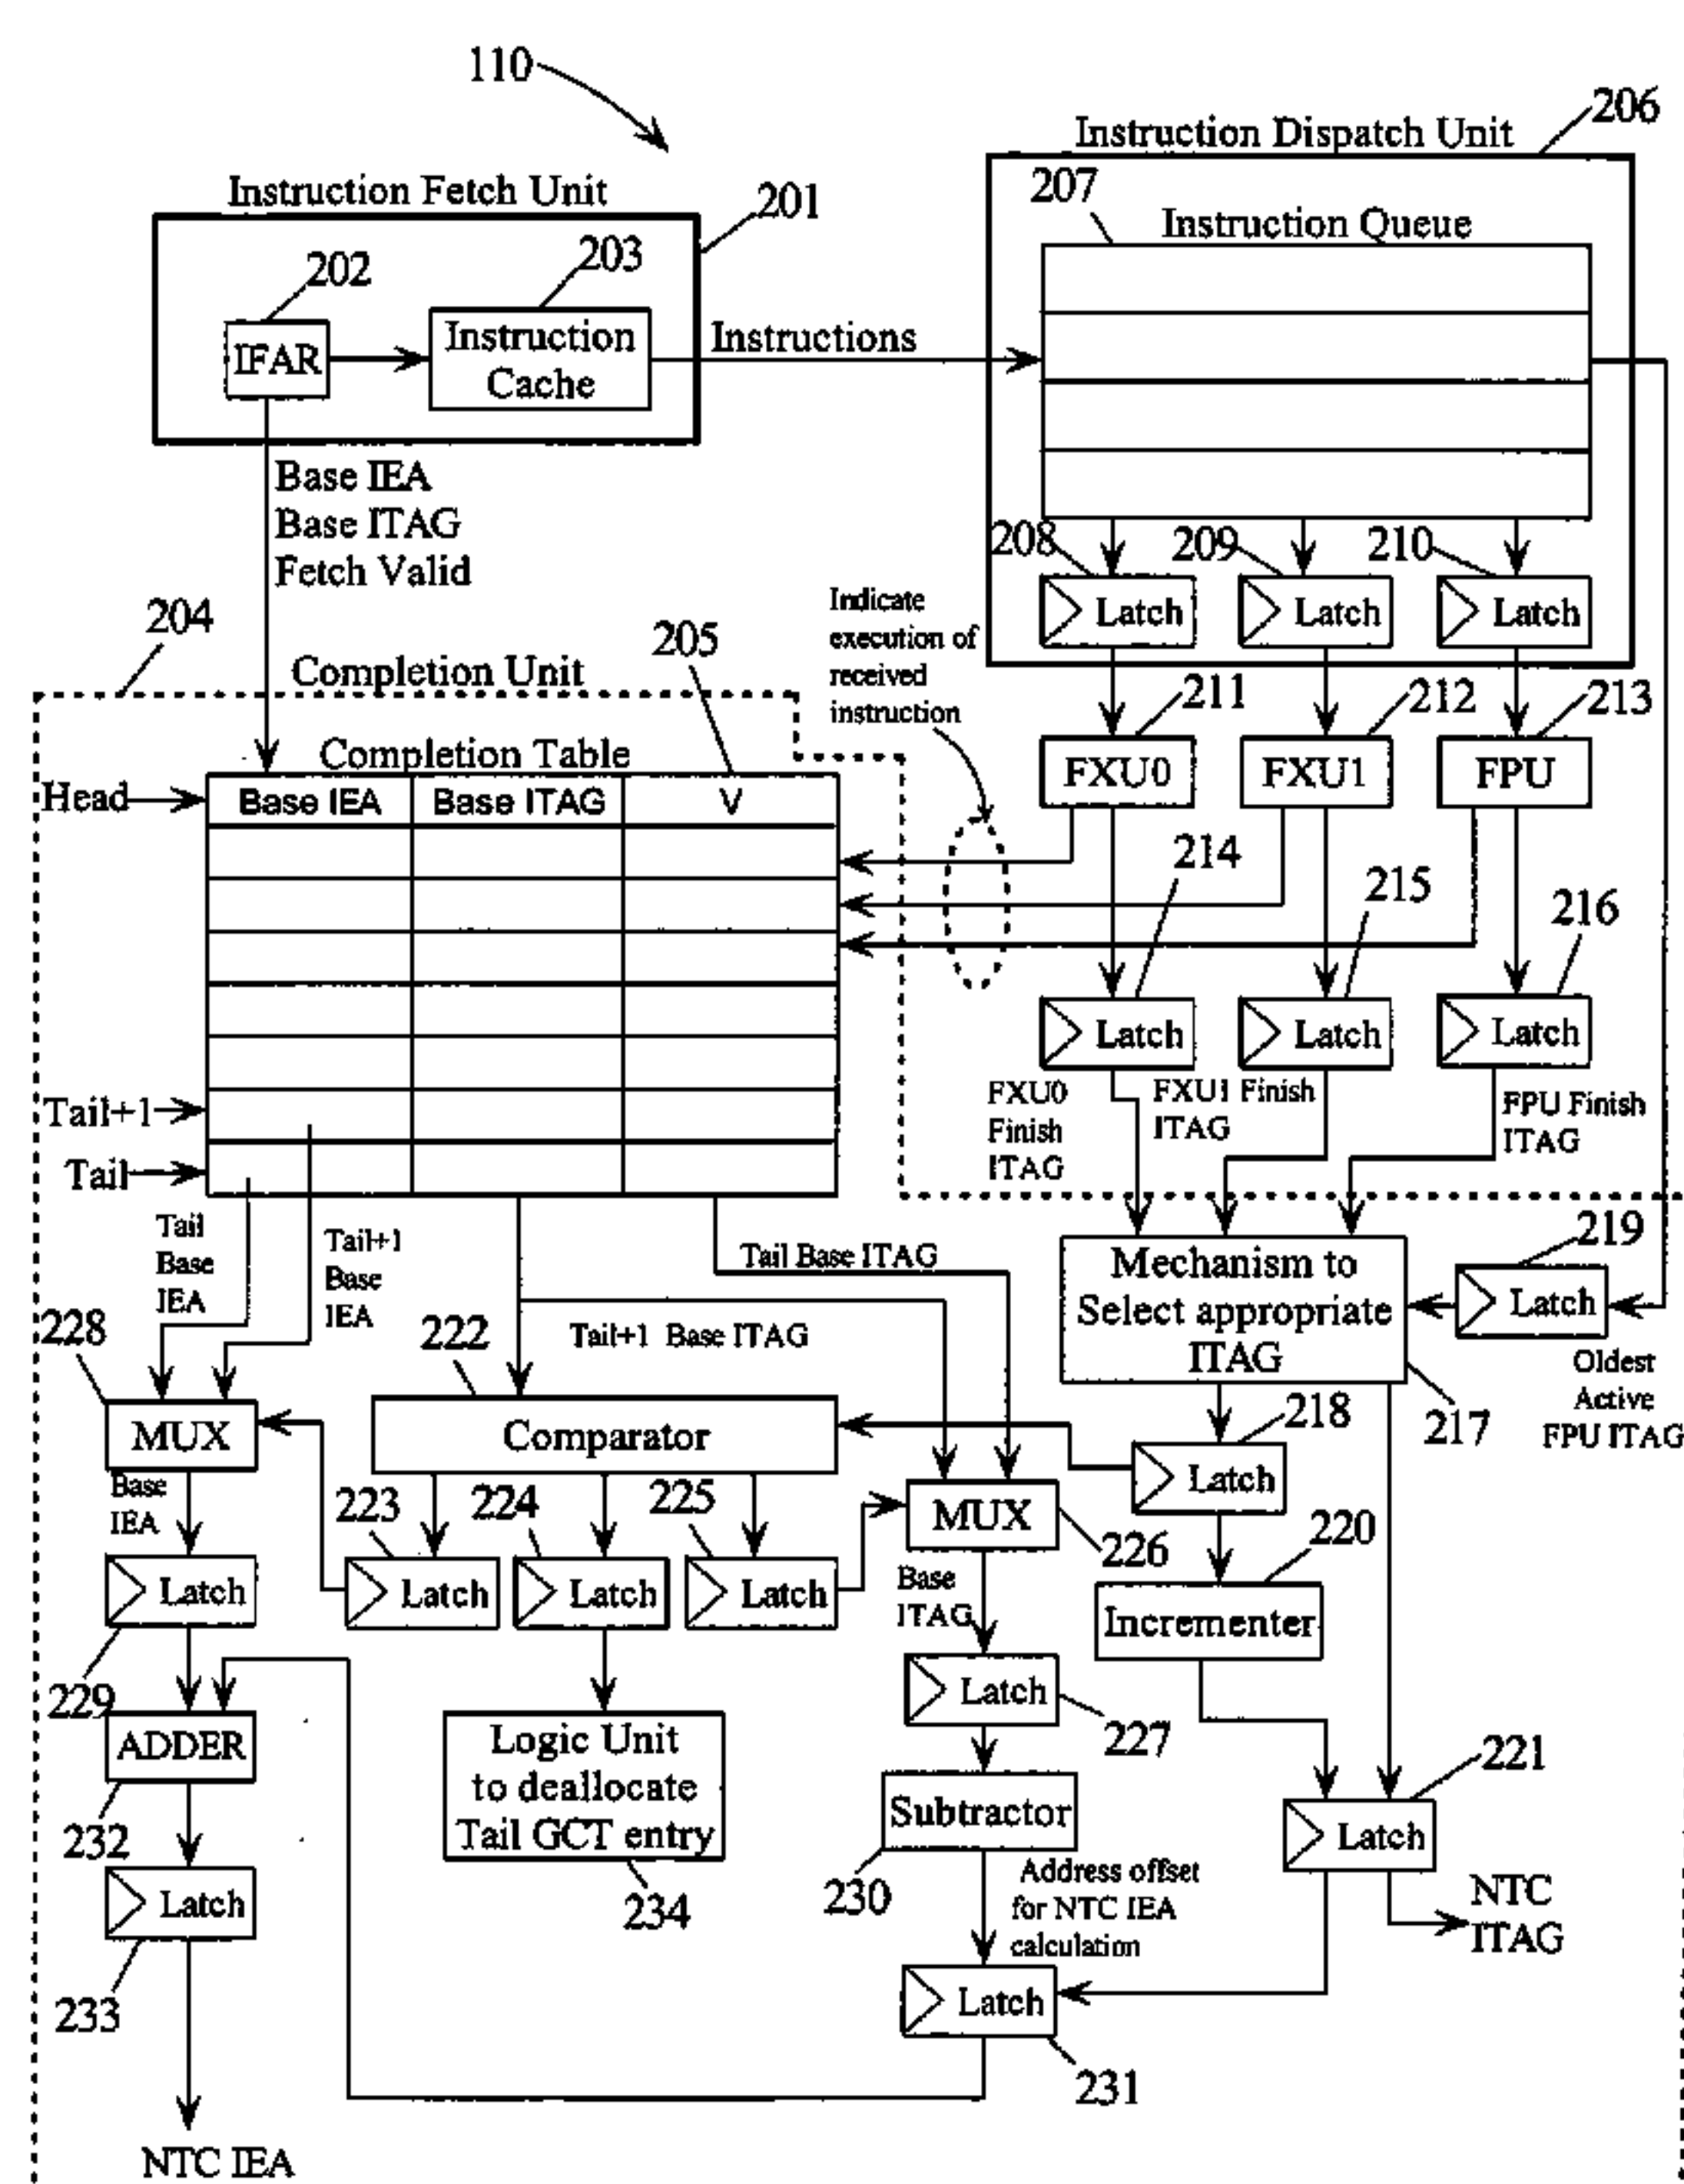 110
206
Instruction Dispatch Unit
207
Instruction Fetch Unit
201
Instruction Queue
202
203
IFAR
Instruction
Cache
Instructions
Base IEA
Base ITAG
Fetch Valid
208
209
210
Latch
Latch
Latch
204
Completion Unit
205
Indicate
execution of
received
instruction
211
212
213
FXU0
FXU1
FPU
Completion Table
Head
Base IEA
Base ITAG
V
214
215
216
Latch
Latch
Latch
Tail+1
Tail
FXU0
Finish
ITAG
FXU1 Finish
ITAG
FPU Finish
ITAG
Tail
Base
IEA
Tail+1
Base
IEA
Tail Base ITAG
Tail+1 Base ITAG
Mechanism to
Select appropriate
ITAG
219
Latch
Oldest
Active
FPU ITAG
217
228
222
218
MUX
Comparator
Latch
Base
IEA
223
224
225
MUX
226
220
Latch
Latch
Latch
Latch
Base
ITAG
Incrementer
229
Latch
227
ADDER
Logic Unit
to deallocate
Tail GCT entry
Subtractor
221
Latch
232
234
230
Address offset
for NTC IEA
calculation
NTC
ITAG
Latch
233
Latch
231
NTC IEA